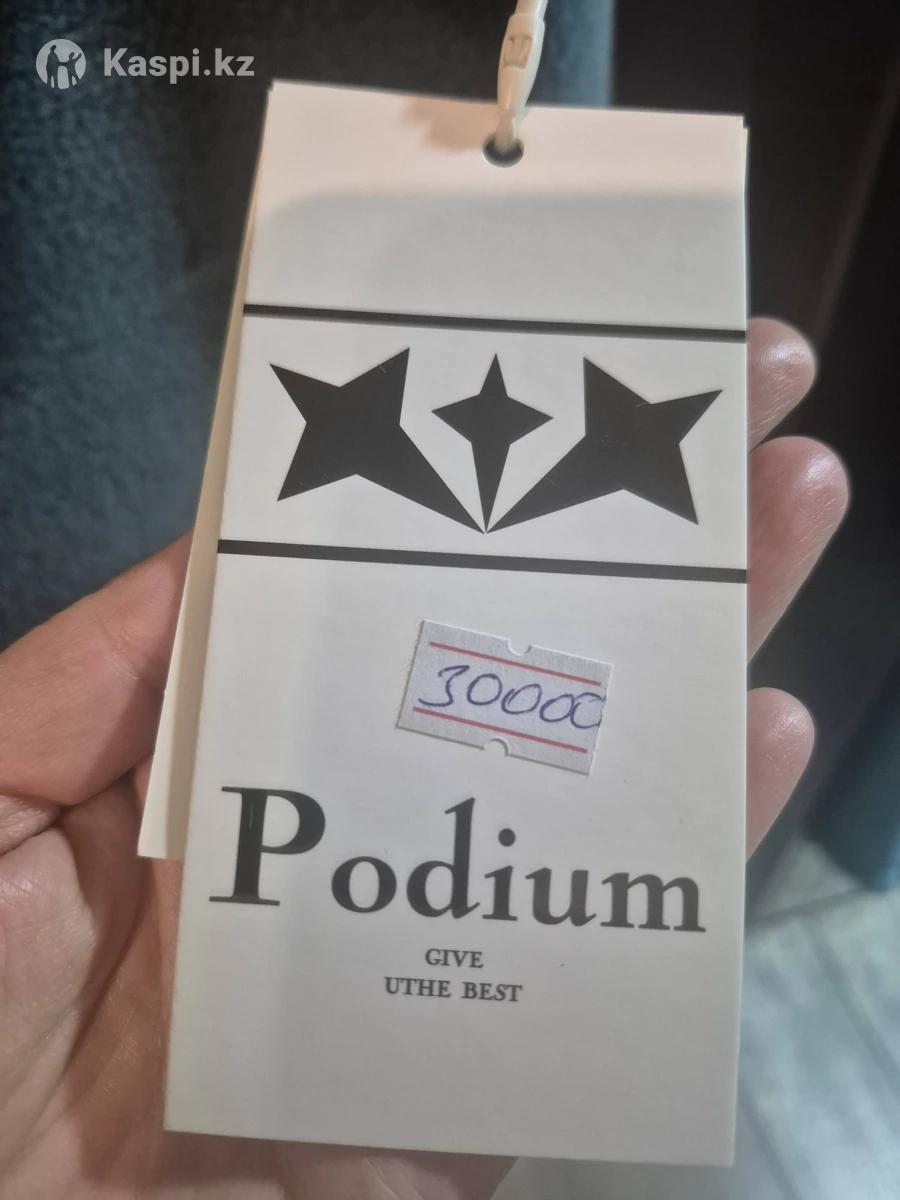 Kaspi.kz
30000
Podium
GIVE
UTHE BEST